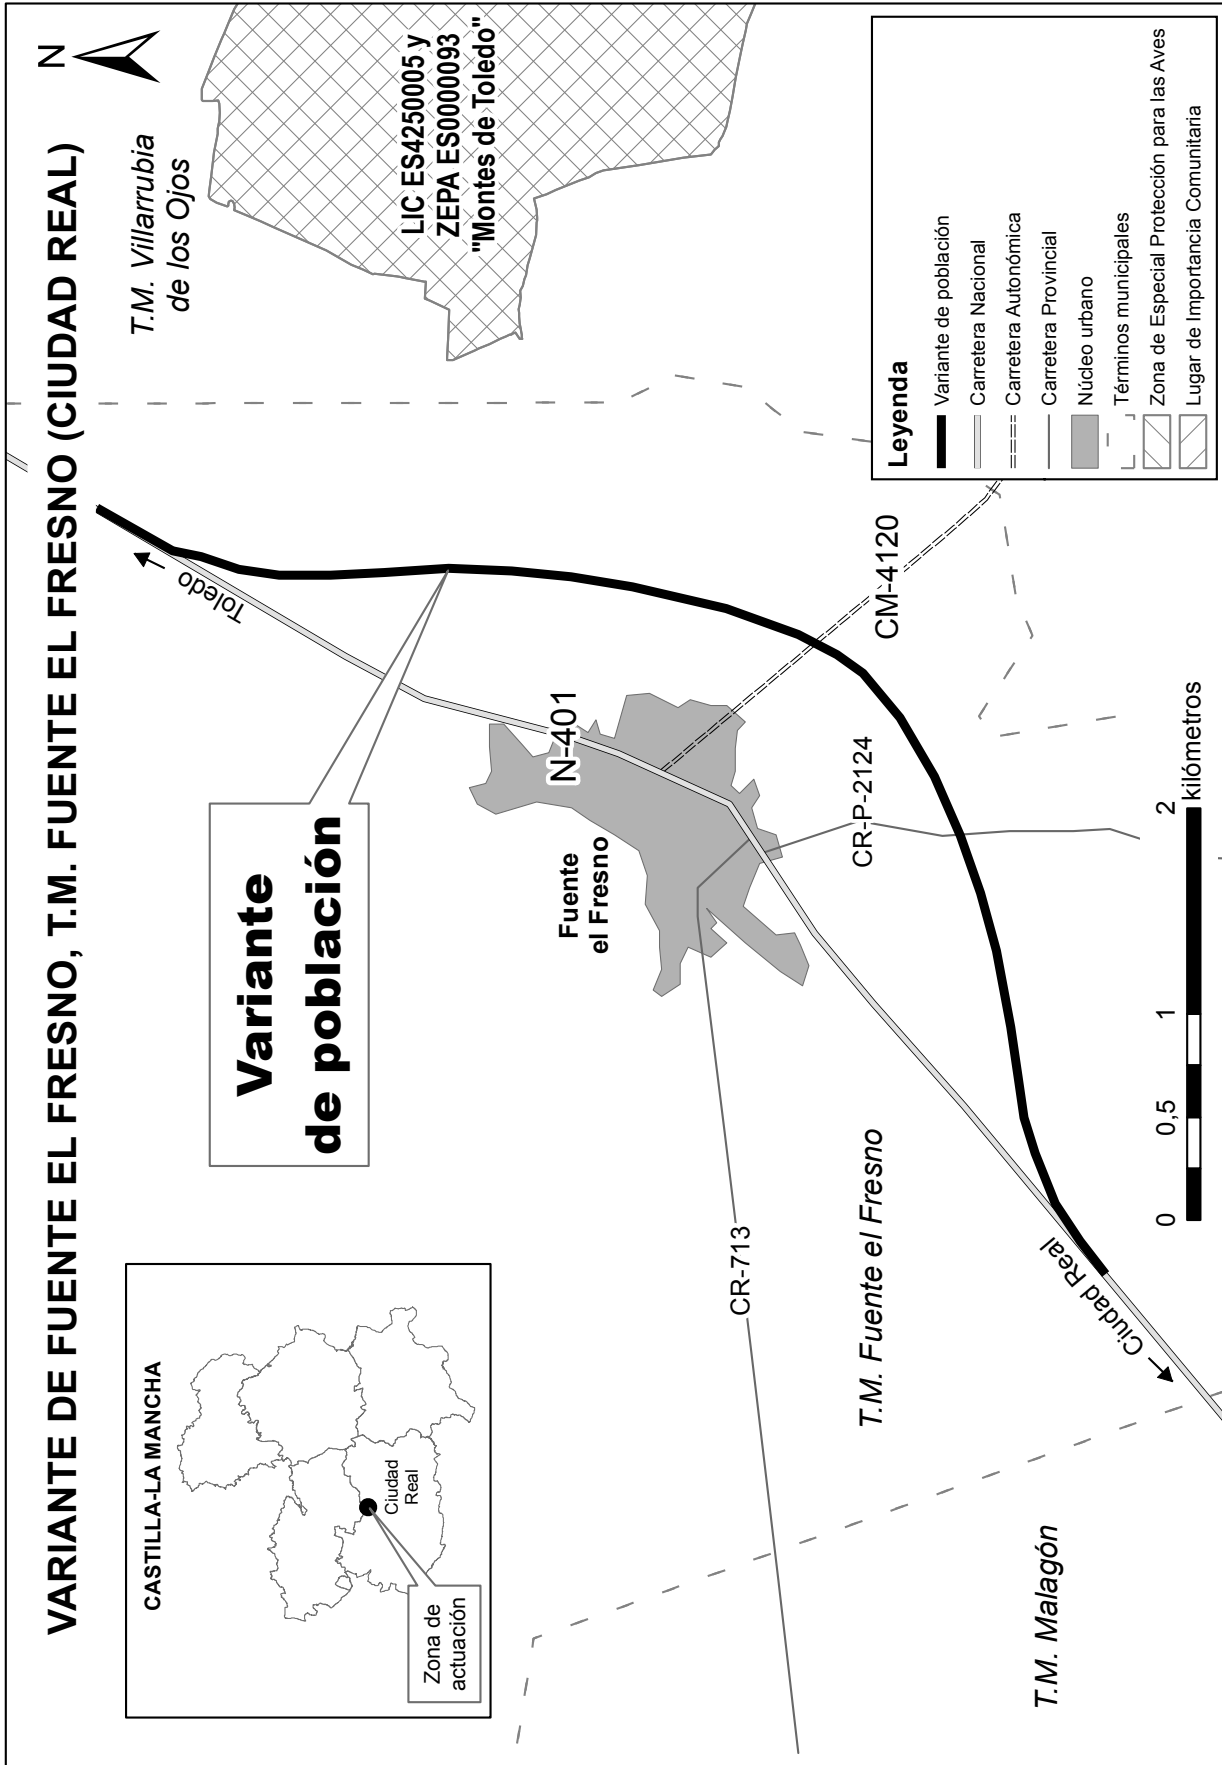 VARIANTE DE FUENTE EL FRESNO, T.M. FUENTE EL FRESNO (CIUDAD REAL)
N
CASTILLA-LA MANCHA
Ciudad
Real
Zona de
actuación
Variante
de población
T.M. Villarrubia
de los Ojos
Toledo
LIC ES4250005 y
ZEPA ES0000093
"Montes de Toledo"
N-401
Fuente
el Fresno
CR-713
CR-P-2124
CM-4120
T.M. Fuente el Fresno
Ciudad Real
T.M. Malagón
0 0,5 1 2
kilómetros
Leyenda
Variante de población
Carretera Nacional
Carretera Autonómica
Carretera Provincial
Núcleo urbano
Términos municipales
Zona de Especial Protección para las Aves
Lugar de Importancia Comunitaria